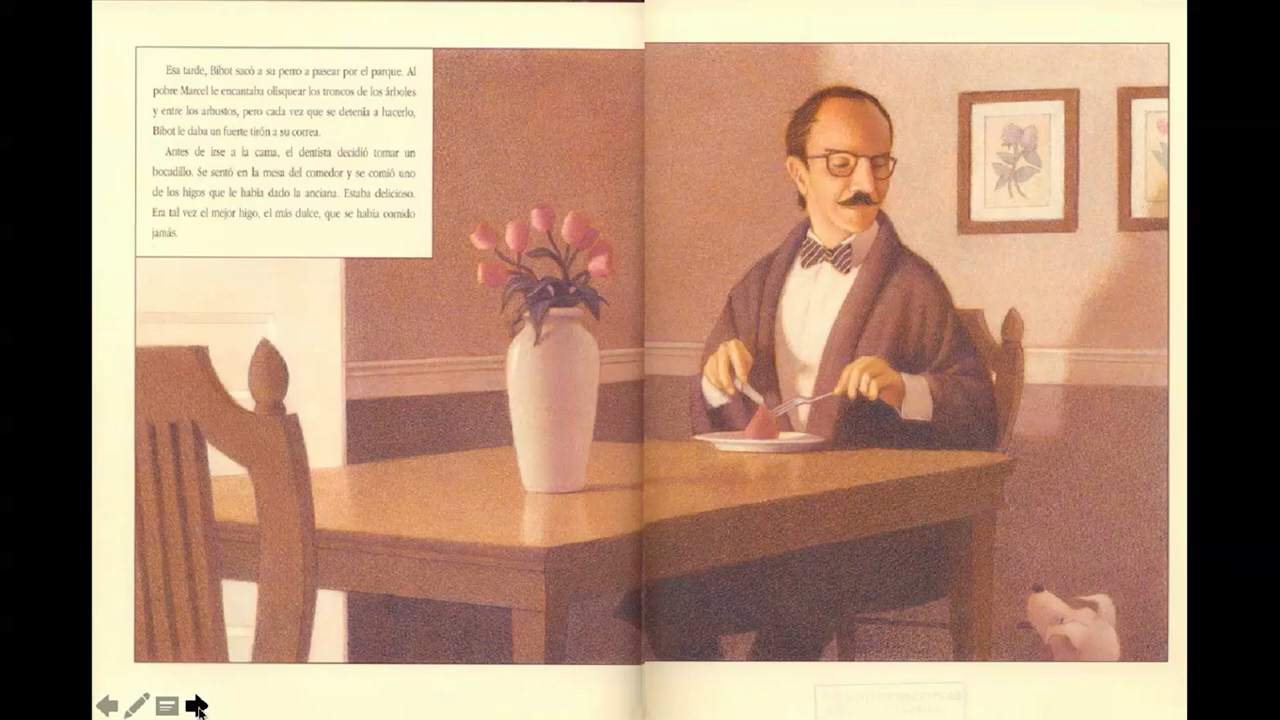 Esa tarde, Bibot sacó a su perro a pasear por el parque. Al
pobre Marcel le encantaba olisquear los troncos de los árboles
y entre los arbustos, pero cada vez que se detenía a hacerlo,
Bibot le daba un fuerte tirón a su correa.
Antes de irse a la cama, el dentista decidió tomar un
bocadillo. Se sentó en la mesa del comedor y se comió uno
de los higos que le había dado la anciana. Estaba delicioso.
Era tal vez el mejor higo, el más dulce, que se había comido
jamás.